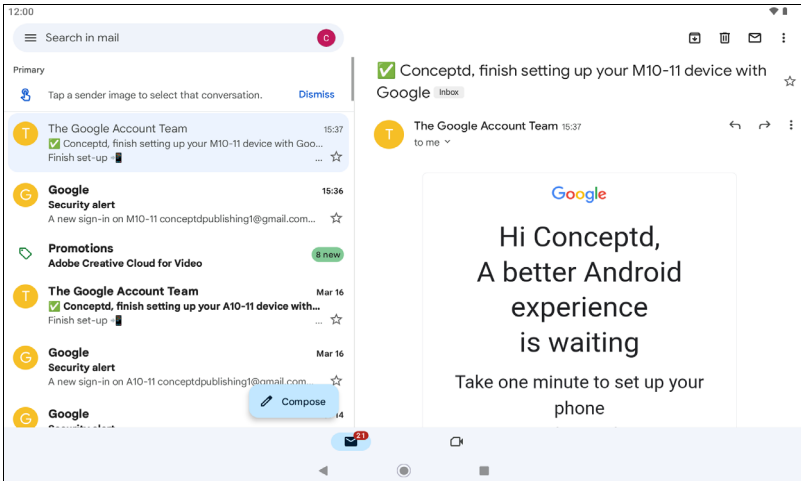 12:00
Search in mail
C
Primary
Tap a sender image to select that conversation.
Dismiss
T
The Google Account Team
15:37
✅ Conceptd, finish setting up your M10-11 device with Goo...
Finish set-up 📲
...
G
Google
15:36
Security alert
A new sign-in on M10-11 conceptdpublishing1@gmail.com...
Promotions
8 new
Adobe Creative Cloud for Video
T
The Google Account Team
Mar 16
✅ Conceptd, finish setting up your A10-11 device with...
Finish set-up 📲
...
G
Google
Mar 16
Security alert
A new sign-in on A10-11 conceptdpublishing1@gmail.com...
G
Google
14
Security alert
Compose
✅ Conceptd, finish setting up your M10-11 device with
Google Inbox
T
The Google Account Team 15:37
to me
Google
Hi Conceptd,
A better Android
experience
is waiting
Take one minute to set up your
phone
21